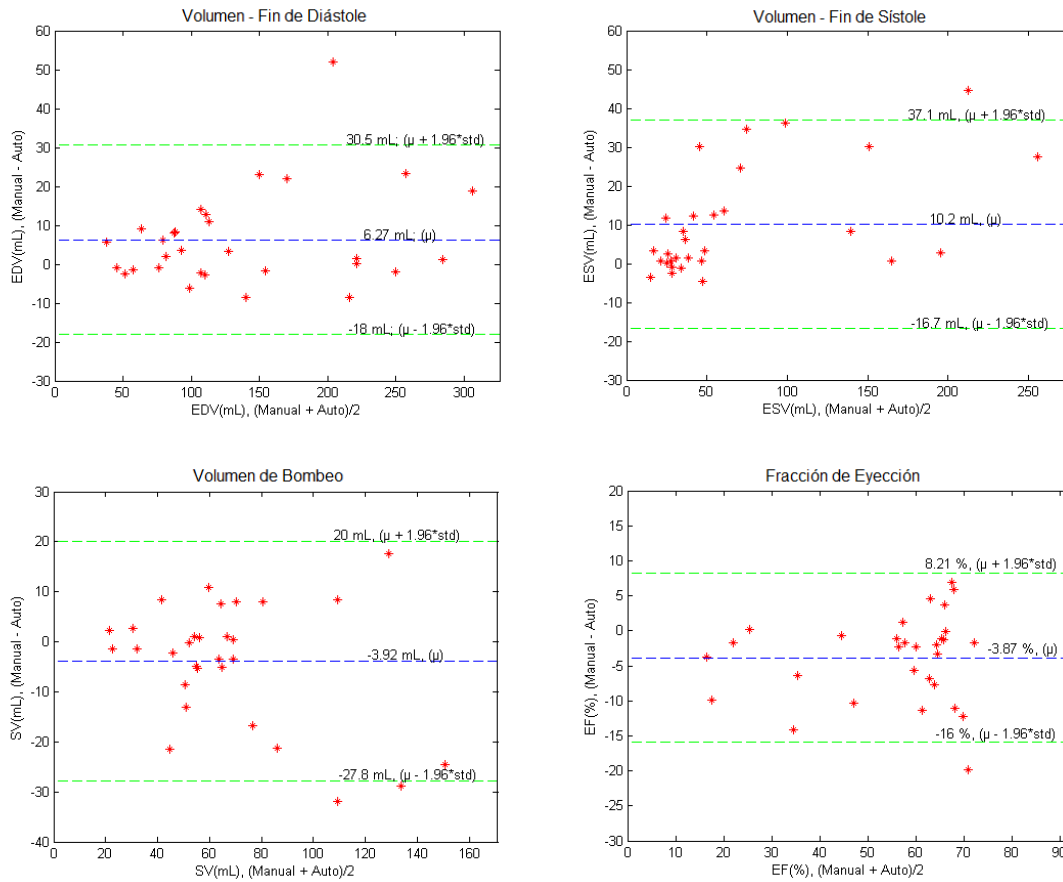 Volumen - Fin de Diástole
60
50
40
30
20
10
0
-10
-20
-30
EDV(mL), (Manual - Auto)
30.5 mL; (µ + 1.96*std)
6.27 mL; (µ)
-18 mL; (µ - 1.96*std)
0 50 100 150 200 250 300
EDV(mL), (Manual + Auto)/2
Volumen - Fin de Sístole
60
50
40
30
20
10
0
-10
-20
-30
ESV(mL), (Manual - Auto)
37.1 mL, (µ + 1.96*std)
10.2 mL, (µ)
-16.7 mL, (µ - 1.96*std)
0 50 100 150 200 250
ESV(mL), (Manual + Auto)/2
Volumen de Bombeo
30
20
10
0
-10
-20
-30
-40
SV(mL), (Manual - Auto)
20 mL, (µ + 1.96*std)
-3.92 mL, (µ)
-27.8 mL, (µ - 1.96*std)
0 20 40 60 80 100 120 140 160
SV(mL), (Manual + Auto)/2
Fracción de Eyección
20
15
10
5
0
-5
-10
-15
-20
-25
-30
EF(%), (Manual - Auto)
8.21 %, (µ + 1.96*std)
-3.87 %, (µ)
-16 %, (µ - 1.96*std)
0 10 20 30 40 50 60 70 80 90
EF(%), (Manual + Auto)/2